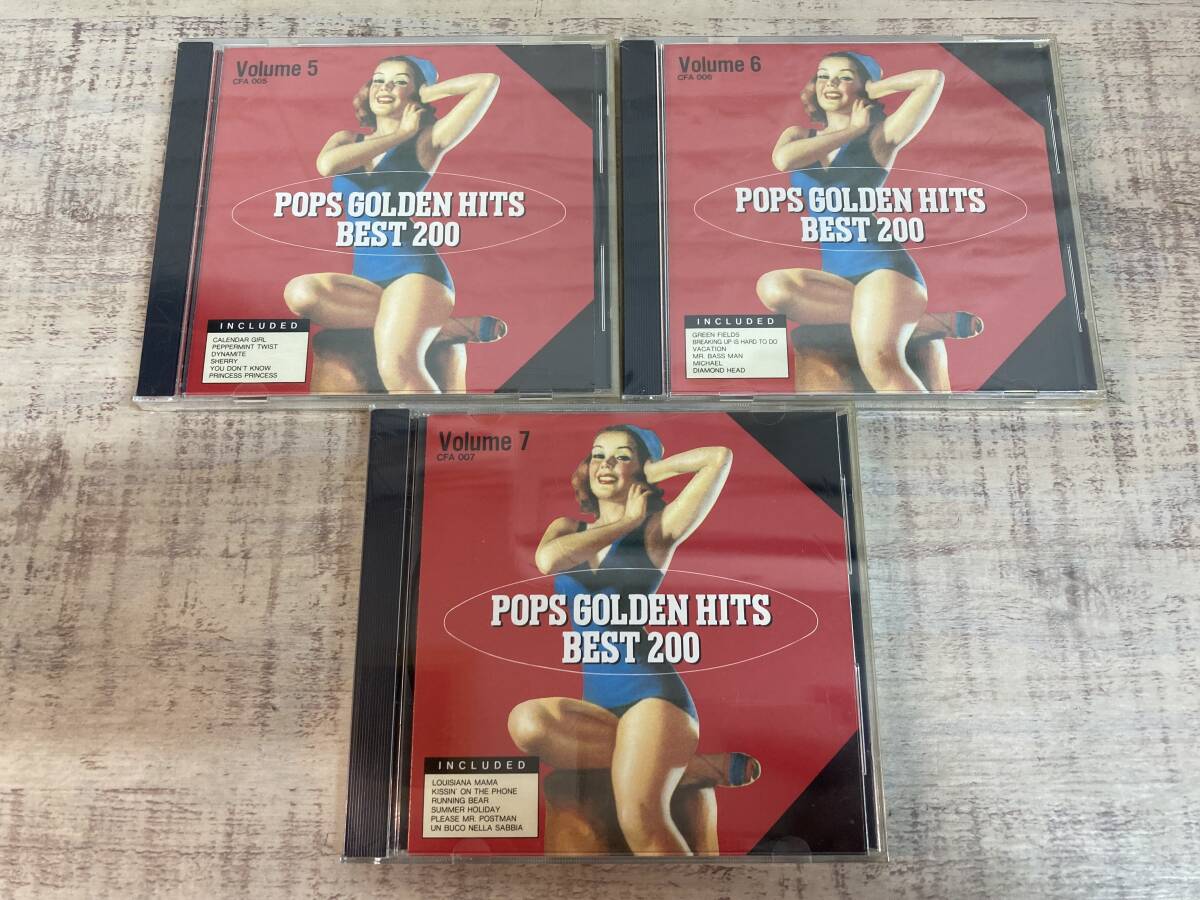 Volume 5
CFA 005
POPS GOLDEN HITS
BEST 200
INCLUDED
CALENDAR GIRL
PEPPERMINT TWIST
DYNAMITE
SHERRY
YOU DON'T KNOW
PRINCESS PRINCESS
Volume 6
CFA 006
POPS GOLDEN HITS
BEST 200
INCLUDED
GREEN FIELDS
BREAKING UP IS HARD TO DO
VACATION
MR. BASS MAN
MICHAEL
DIAMOND HEAD
Volume 7
CFA 007
POPS GOLDEN HITS
BEST 200
INCLUDED
LOUISIANA MAMA
KISSIN' ON THE PHONE
RUNNING BEAR
SUMMER HOLIDAY
PLEASE MR. POSTMAN
UN BUCO NELLA SABBIA